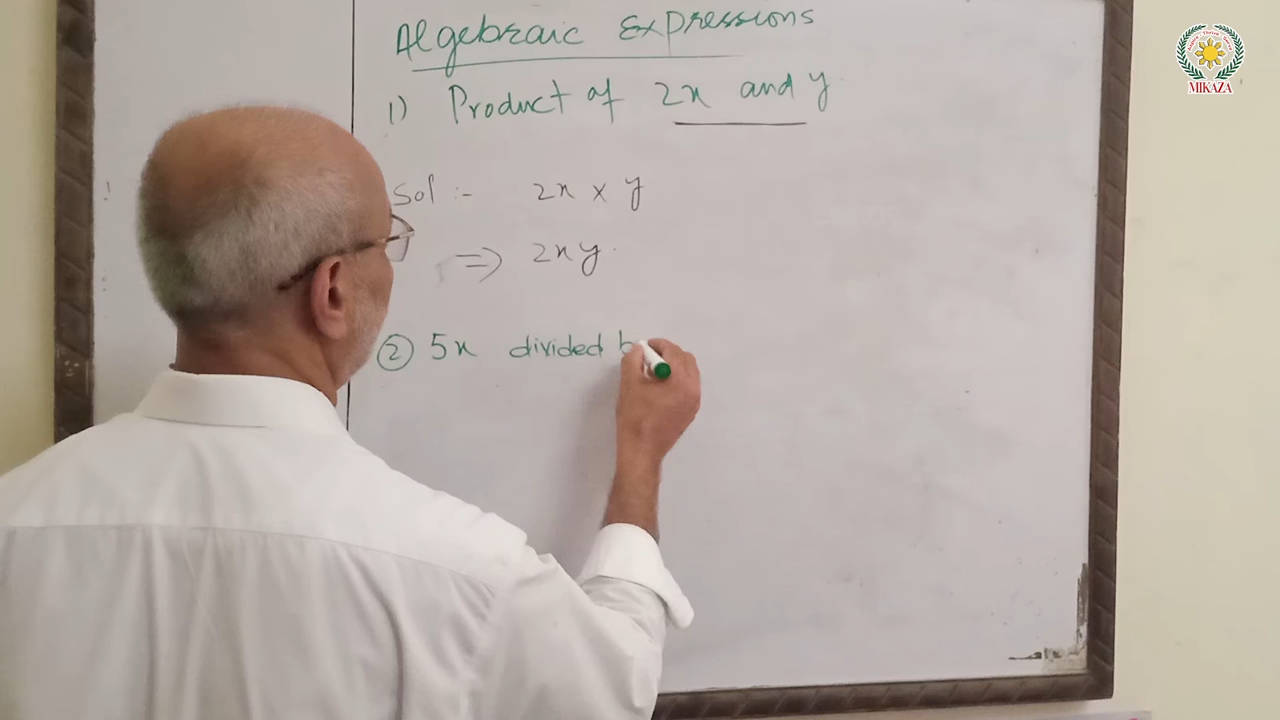 Algebraic Expressions
1) Product of 2x and y
Sol :- 2x × y
⇒ 2xy
② 5x divided b
MIKAZA